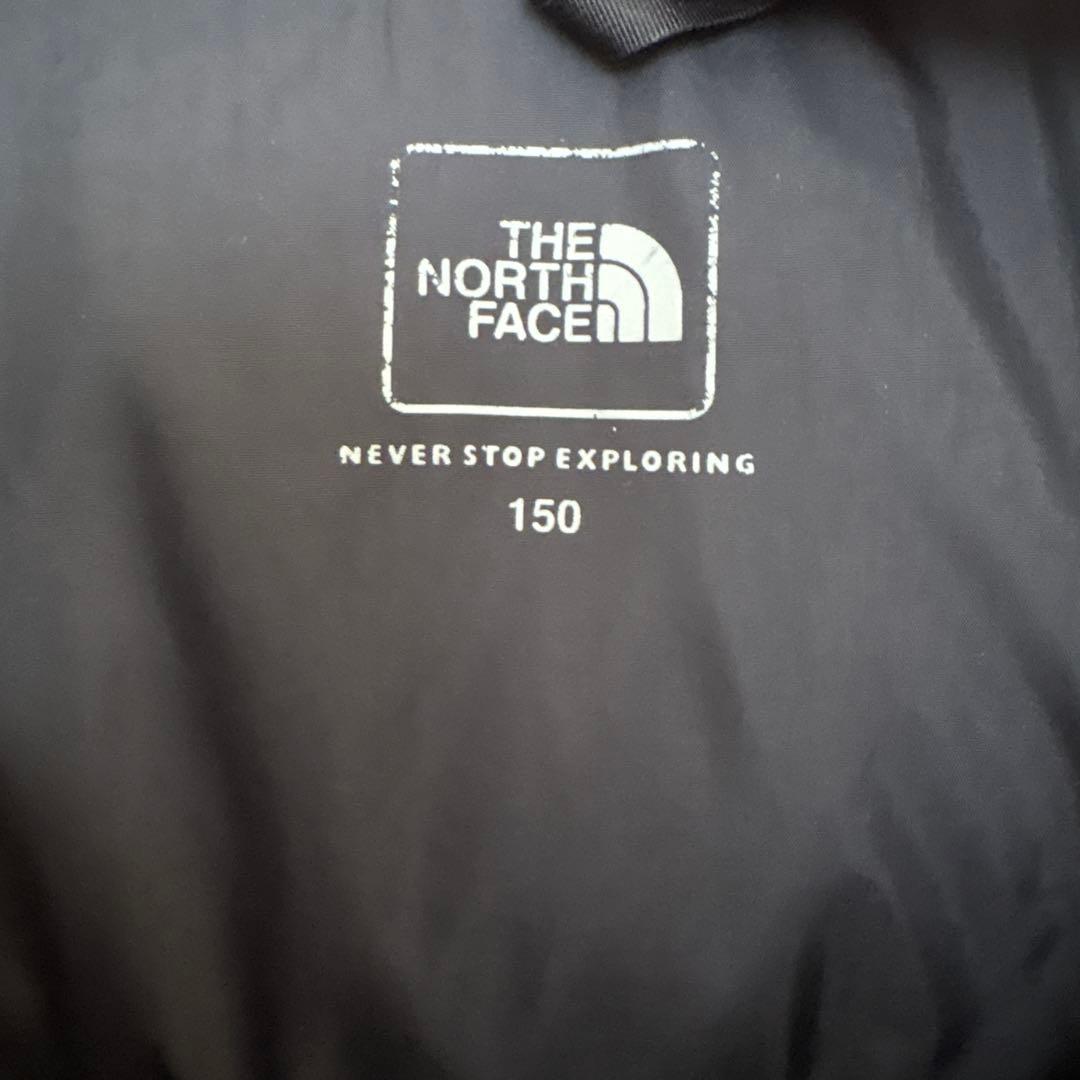 THE
NORTH
FACE
NEVER STOP EXPLORING
150